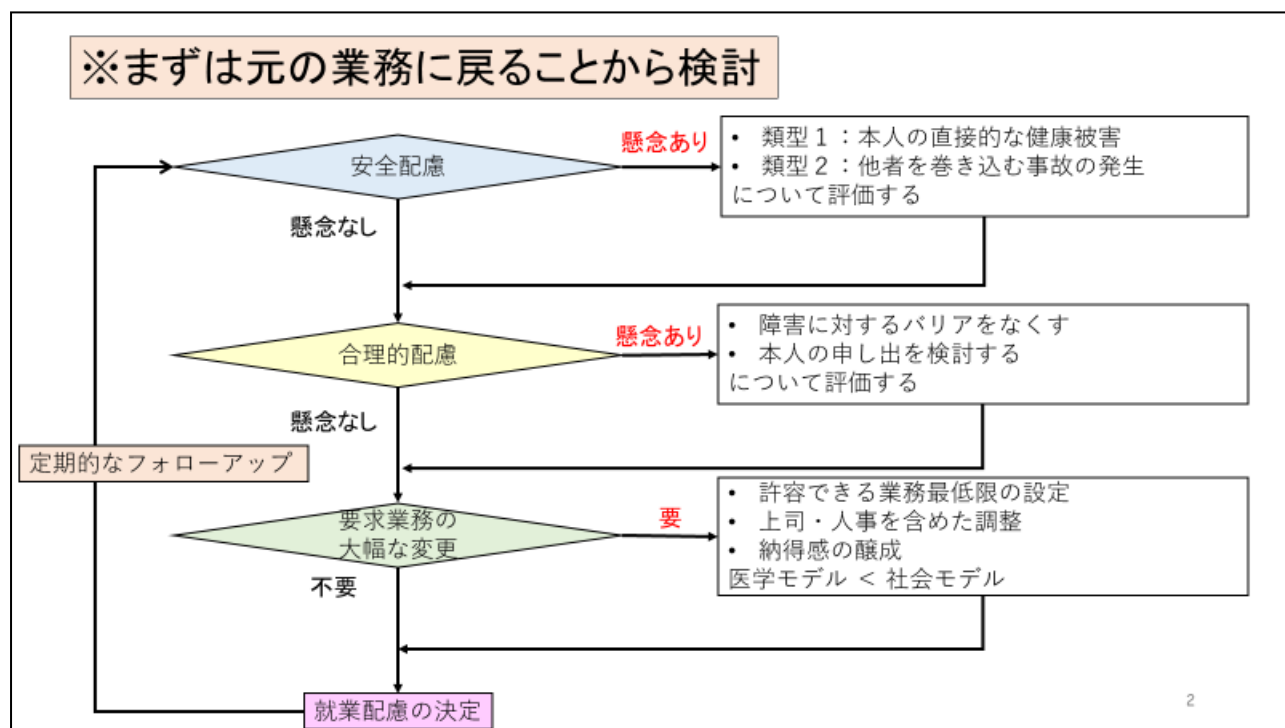 ※まずは元の業務に戻ることから検討
安全配慮
懸念あり
• 類型１：本人の直接的な健康被害
• 類型２：他者を巻き込む事故の発生
について評価する
懸念なし
合理的配慮
懸念あり
• 障害に対するバリアをなくす
• 本人の申し出を検討する
について評価する
懸念なし
定期的なフォローアップ
要求業務の
大幅な変更
要
• 許容できる業務最低限の設定
• 上司・人事を含めた調整
• 納得感の醸成
医学モデル ＜ 社会モデル
不要
就業配慮の決定
2